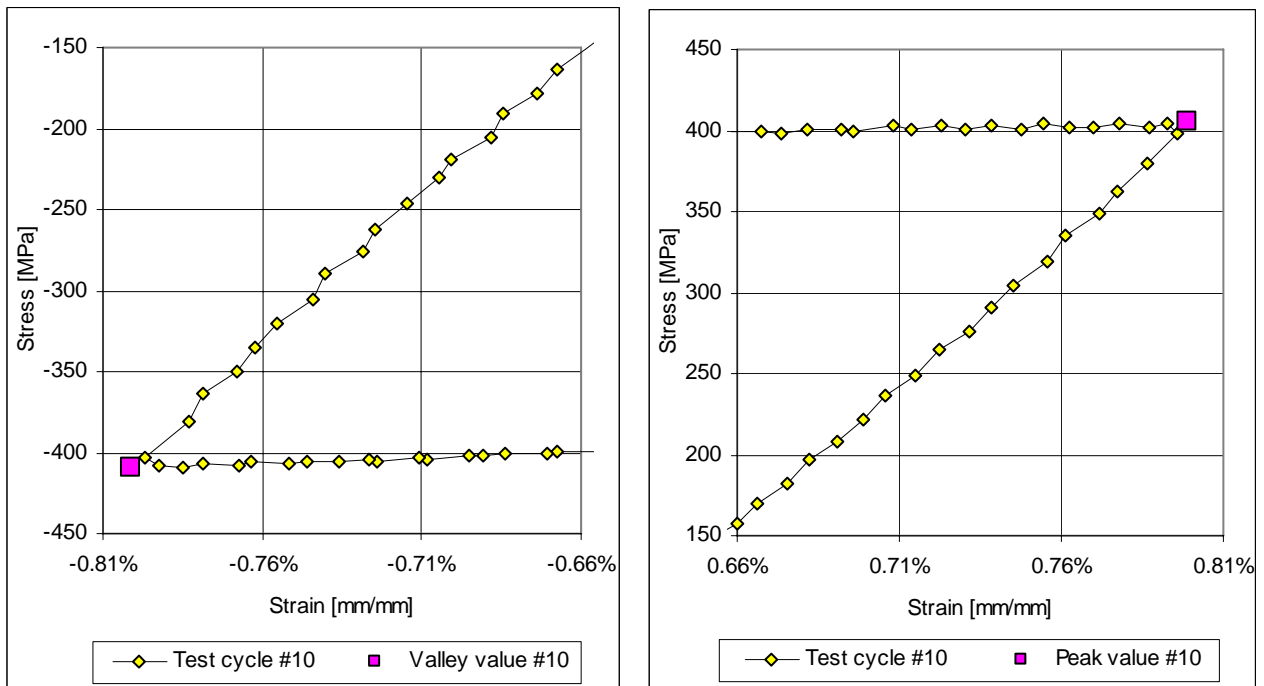 -150
-200
-250
-300
-350
-400
-450
Stress [MPa]
-0.81%
-0.76%
-0.71%
-0.66%
Strain [mm/mm]
Test cycle #10
Valley value #10
450
400
350
300
250
200
150
Stress [MPa]
0.66%
0.71%
0.76%
0.81%
Strain [mm/mm]
Test cycle #10
Peak value #10